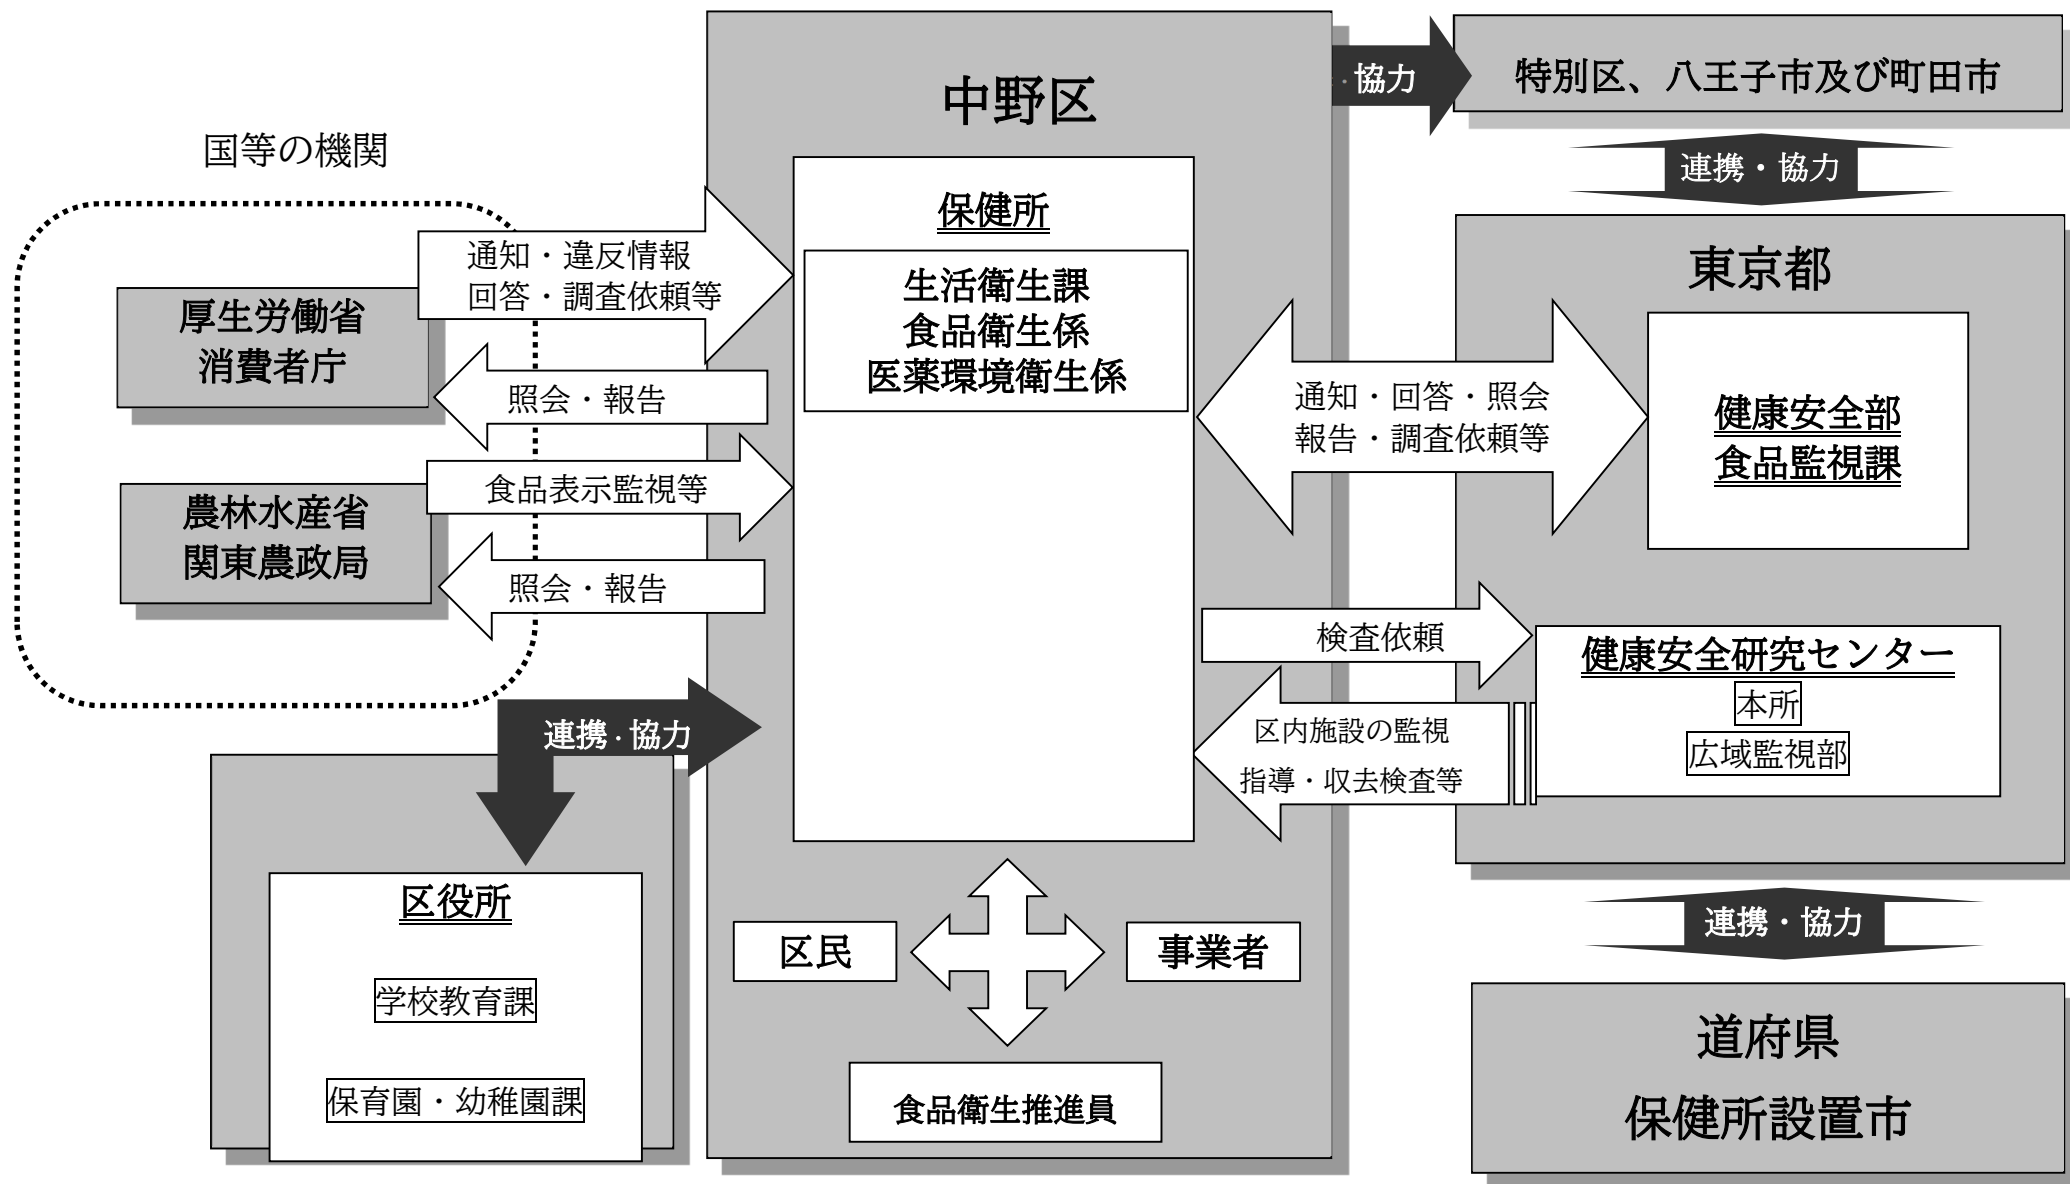 国等の機関
厚生労働省
消費者庁
農林水産省
関東農政局
通知・違反情報
回答・調査依頼等
照会・報告
食品表示監視等
照会・報告
連携・協力
区役所
学校教育課
保育園・幼稚園課
中野区
保健所
生活衛生課
食品衛生係
医薬環境衛生係
区民
事業者
食品衛生推進員
・協力
特別区、八王子市及び町田市
連携・協力
東京都
健康安全部
食品監視課
通知・回答・照会
報告・調査依頼等
検査依頼
区内施設の監視
指導・収去検査等
健康安全研究センター
本所
広域監視部
連携・協力
道府県
保健所設置市